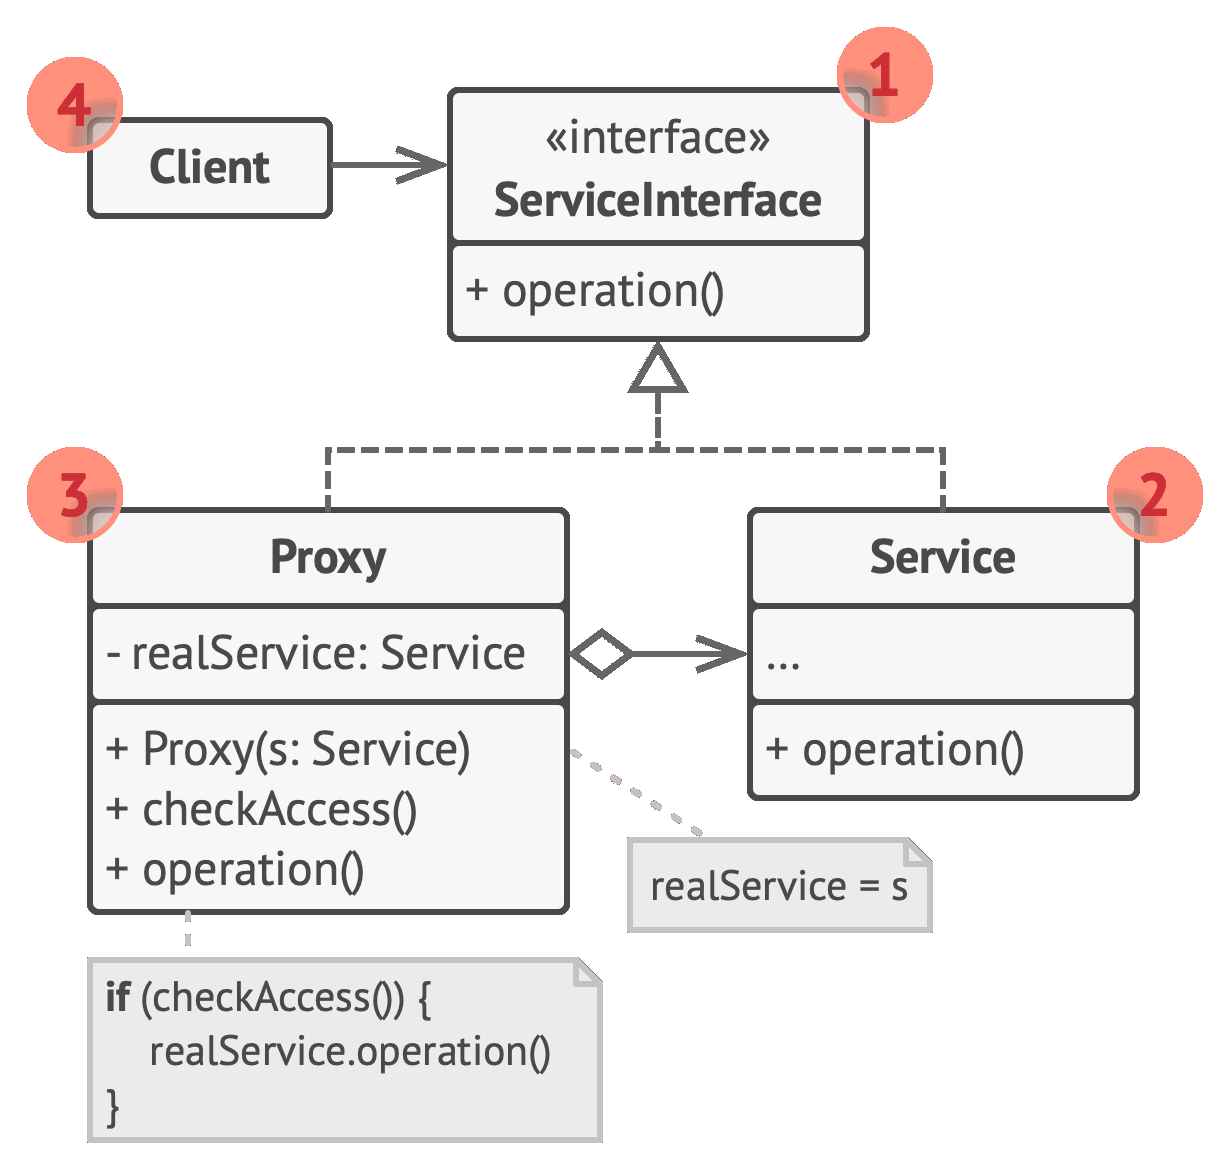 4
Client
1
«interface»
ServiceInterface
+ operation()
3
Proxy
- realService: Service
+ Proxy(s: Service)
+ checkAccess()
+ operation()
2
Service
...
+ operation()
realService = s
if (checkAccess()) {
realService.operation()
}